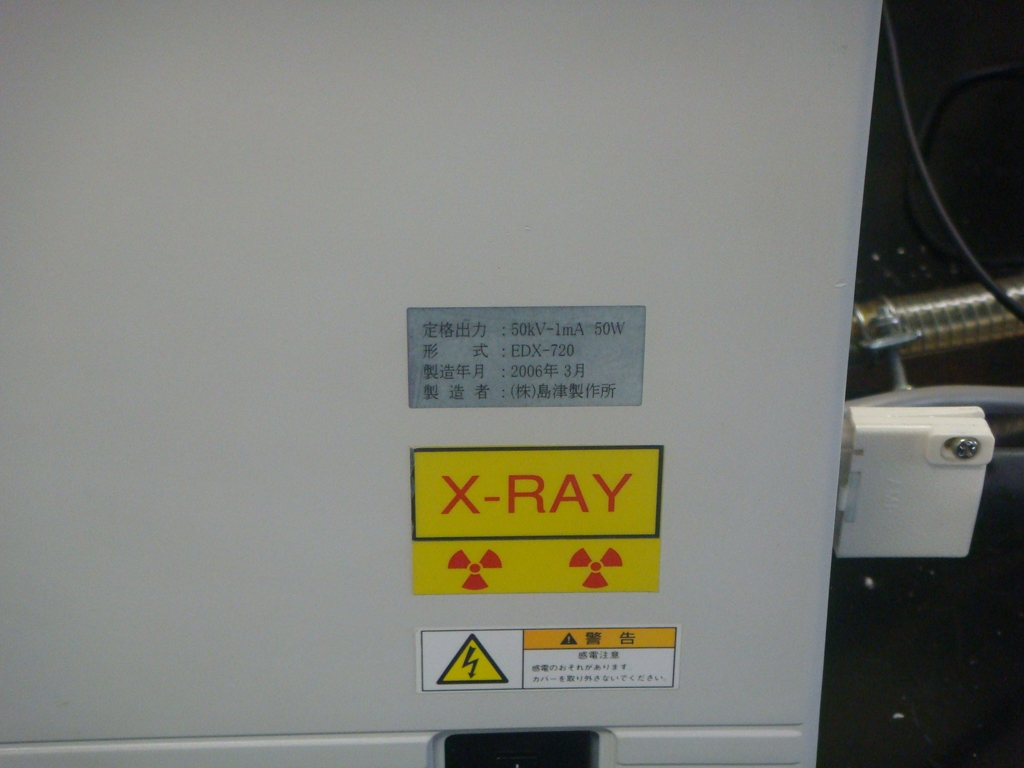 定格出力 : 50kV-1mA 50W
形 式 : EDX-720
製造年月 : 2006年 3月
製 造 者 : (株)島津製作所
X-RAY
警 告
感電注意
感電のおそれがあります
カバーを取り外さないでください。